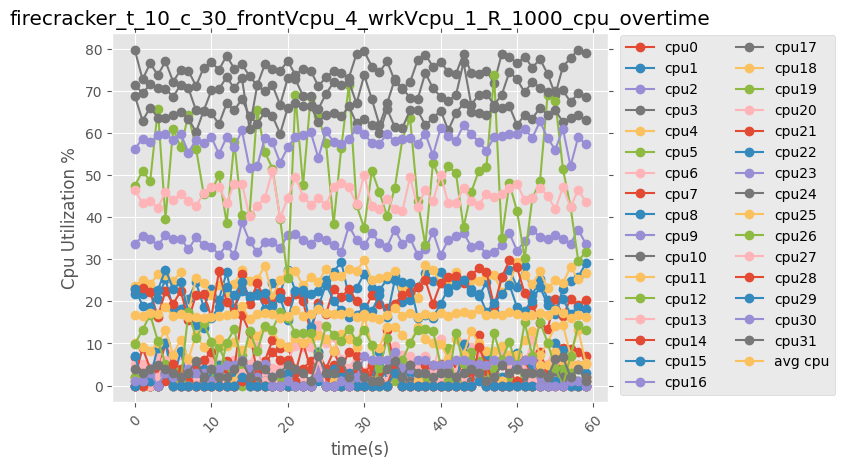 firecracker_t_10_c_30_frontVcpu_4_wrkVcpu_1_R_1000_cpu_overtime
80
70
60
50
40
30
20
10
0
Cpu Utilization %
0
10
20
30
40
50
60
time(s)
cpu0
cpu1
cpu2
cpu3
cpu4
cpu5
cpu6
cpu7
cpu8
cpu9
cpu10
cpu11
cpu12
cpu13
cpu14
cpu15
cpu16
cpu17
cpu18
cpu19
cpu20
cpu21
cpu22
cpu23
cpu24
cpu25
cpu26
cpu27
cpu28
cpu29
cpu30
cpu31
avg cpu